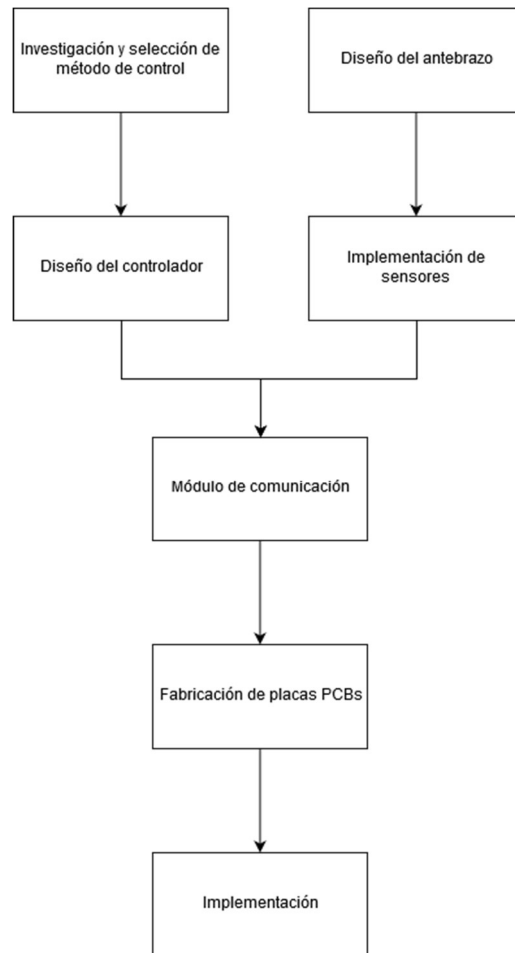 Investigación y selección de
método de control
Diseño del antebrazo
Diseño del controlador
Implementación de
sensores
Módulo de comunicación
Fabricación de placas PCBs
Implementación